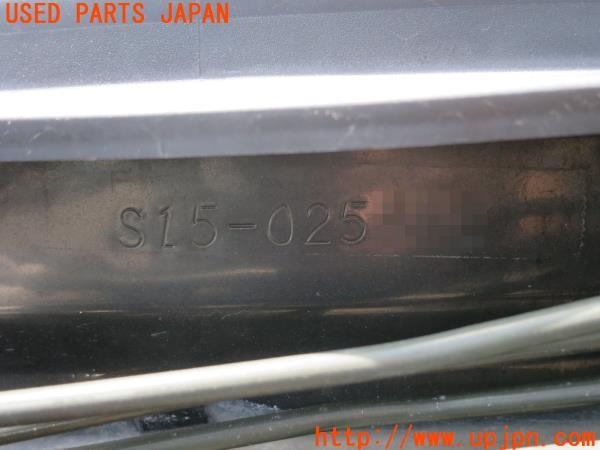 USED PARTS JAPAN
S15-025
http://www.upjpn.com